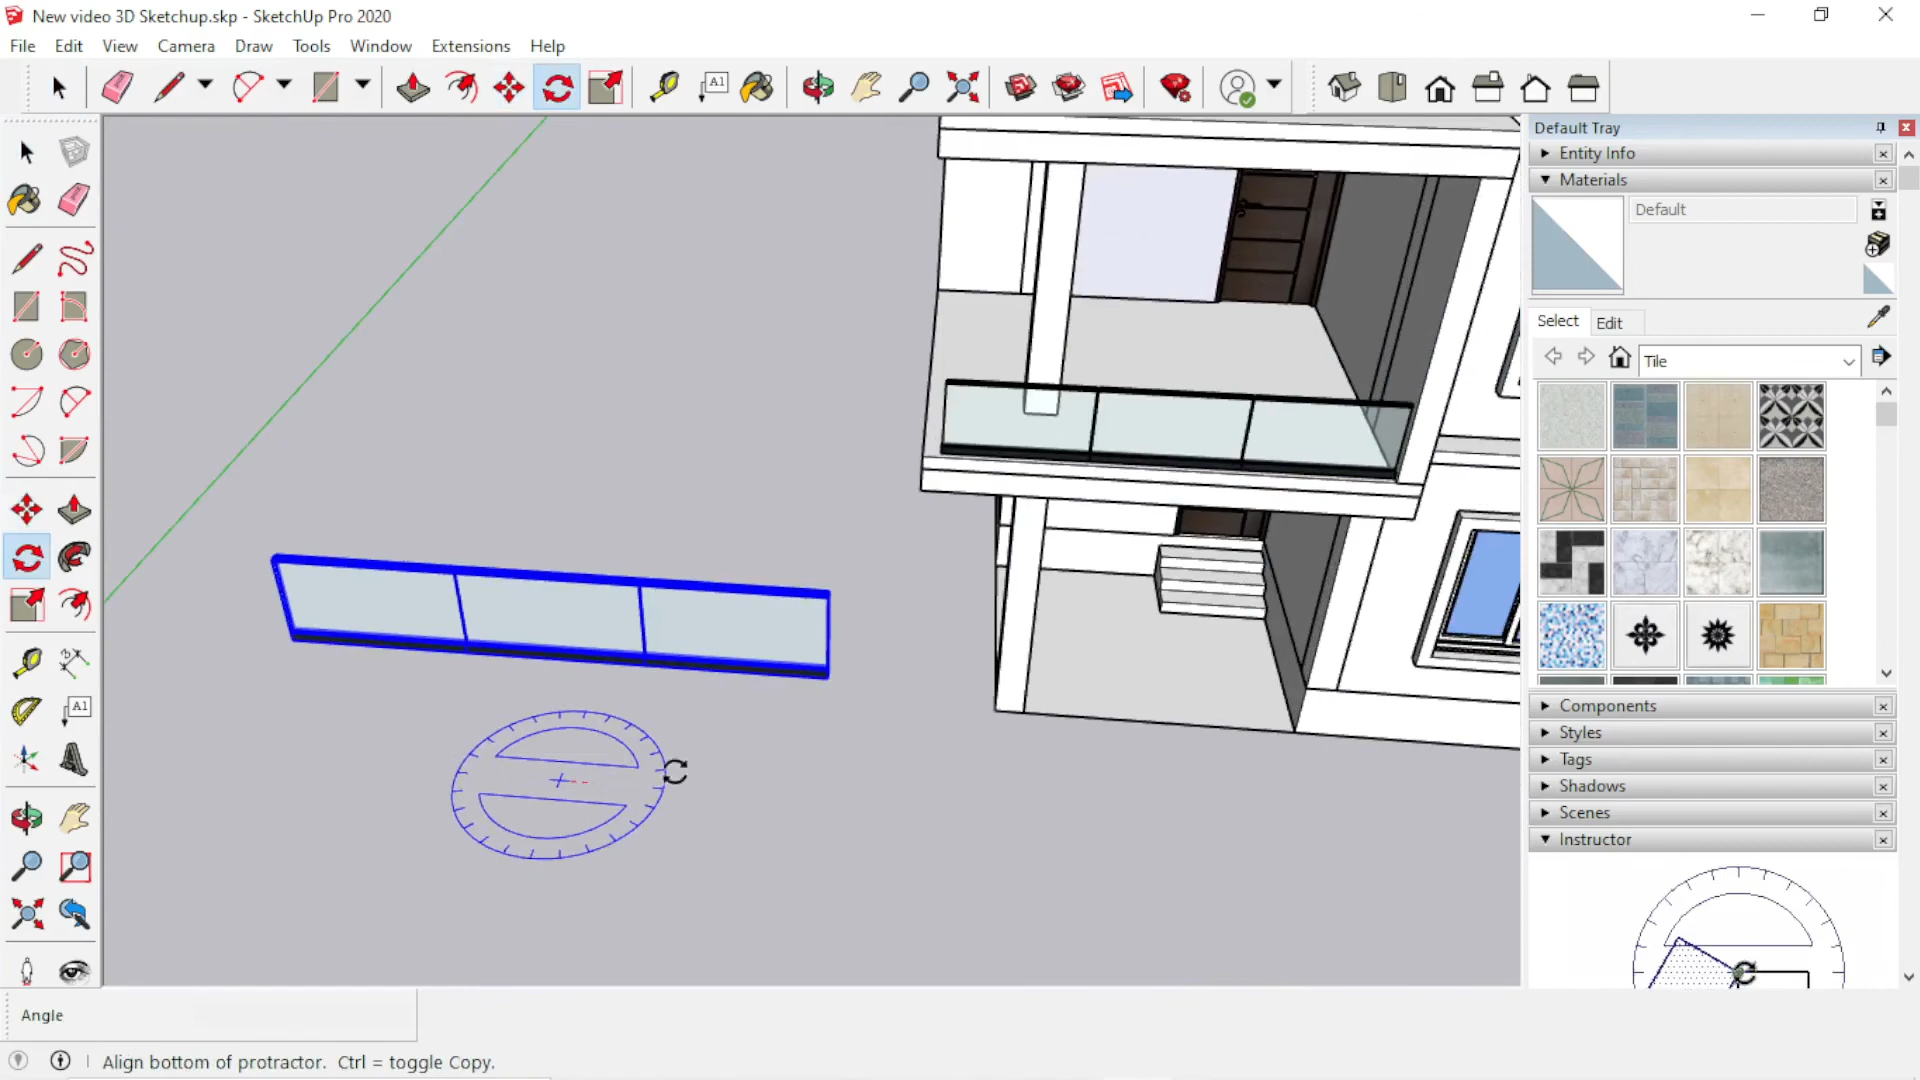 New video 3D Sketchup.skp - SketchUp Pro 2020
File Edit View Camera Draw Tools Window Extensions Help
A1
Default Tray
Entity Info
Materials
Default
Select Edit
Tile
A1
Components
Styles
Tags
Shadows
Scenes
Instructor
Angle
Align bottom of protractor. Ctrl = toggle Copy.